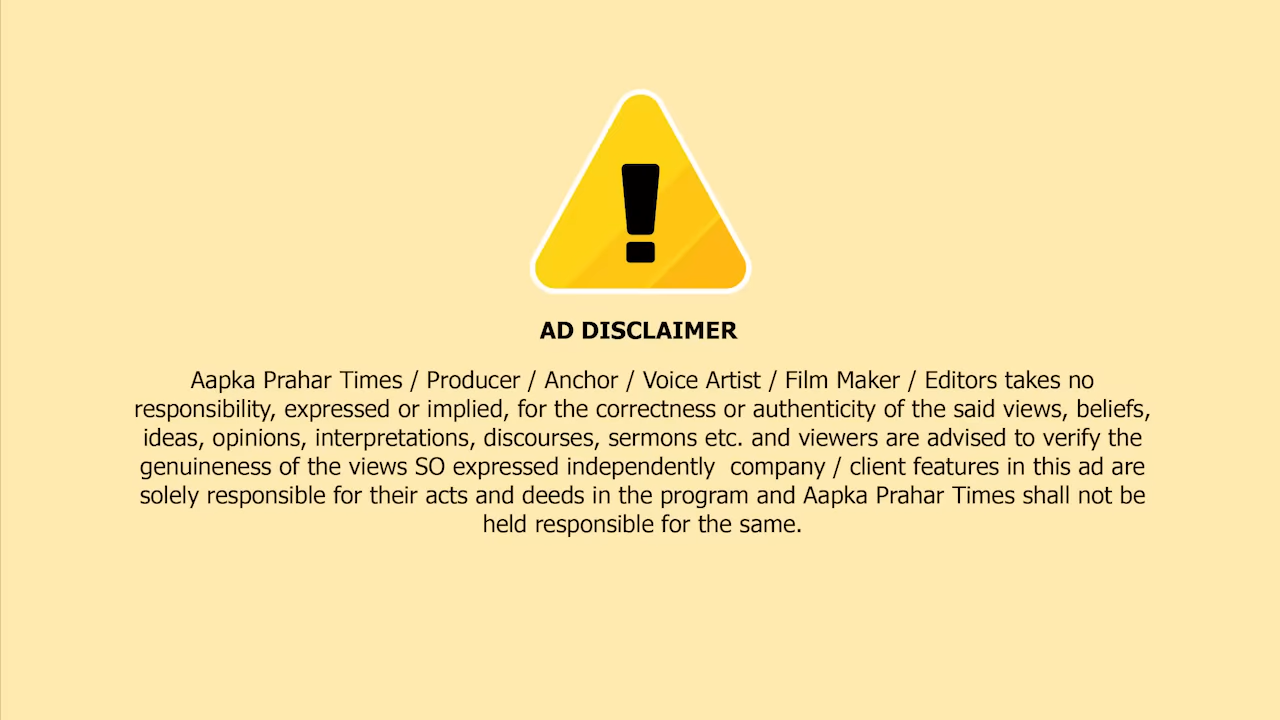 AD DISCLAIMER
Aapka Prahar Times / Producer / Anchor / Voice Artist / Film Maker / Editors takes no
responsibility, expressed or implied, for the correctness or authenticity of the said views, beliefs,
ideas, opinions, interpretations, discourses, sermons etc. and viewers are advised to verify the
genuineness of the views SO expressed independently  company / client features in this ad are
solely responsible for their acts and deeds in the program and Aapka Prahar Times shall not be
held responsible for the same.